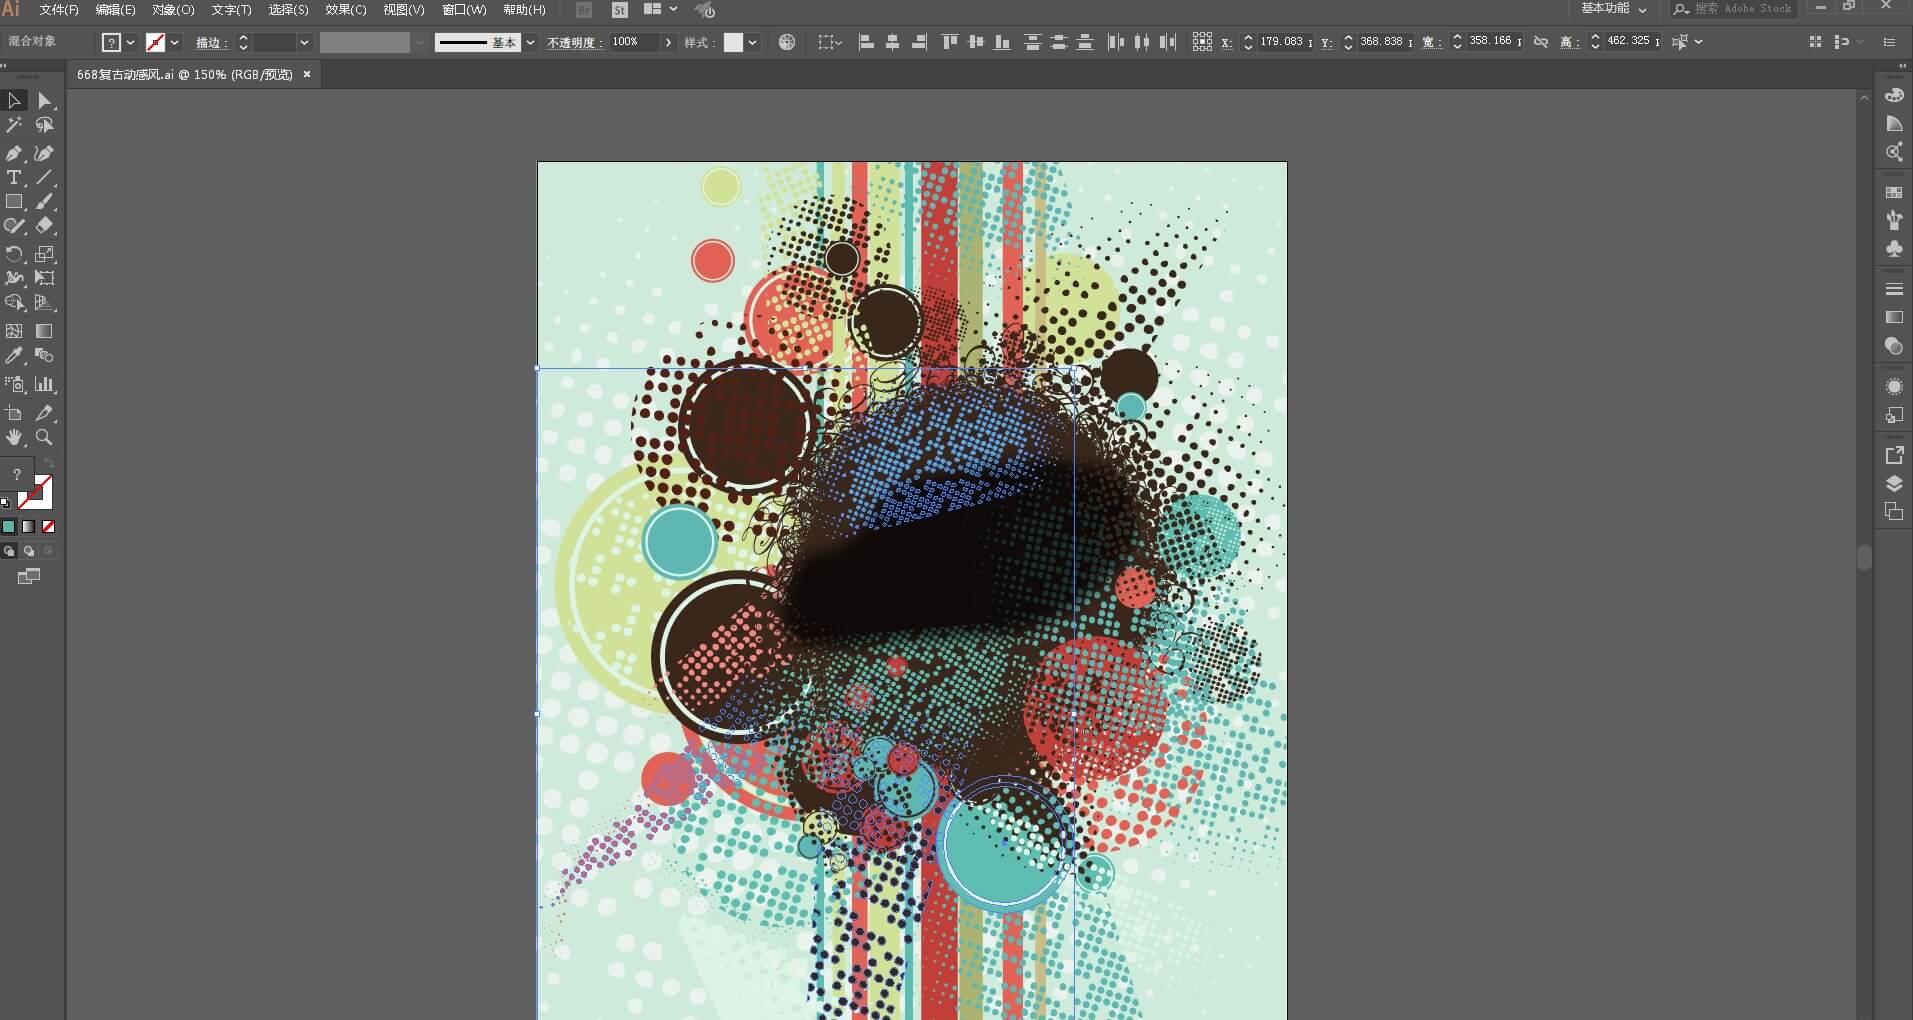 Ai 文件(F) 编辑(E) 对象(O) 文字(T) 选择(S) 效果(C) 视图(V) 窗口(W) 帮助(H) Br St 基本功能 搜索 Adobe Stock
混合对象 ? 描边: 基本 不透明度: 100% 样式: X: 179.083 Y: 368.838 宽: 358.166 高: 462.325
668复古动感风.ai @ 150% (RGB/预览) ×
T
?